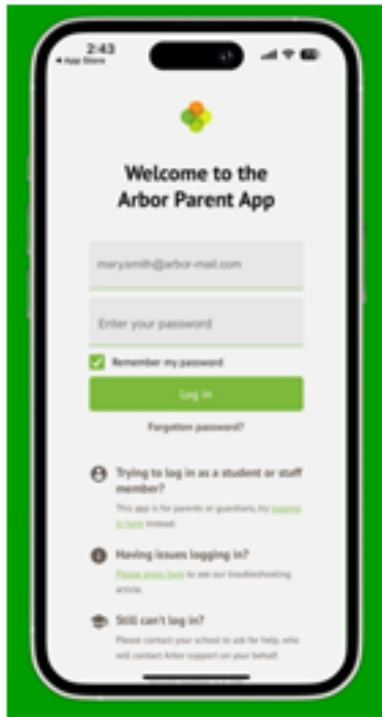 2:43
App Store
Welcome to the
Arbor Parent App
mary.smith@arbor-mail.com
Enter your password
Remember my password
Log in
Forgotten password?
Trying to log in as a student or staff
member?
This app is for parents or guardians, try logging
in here instead.
Having issues logging in?
Please press here to see our troubleshooting
article.
Still can't log in?
Please contact your school to ask for help, who
will contact Arbor support on your behalf.